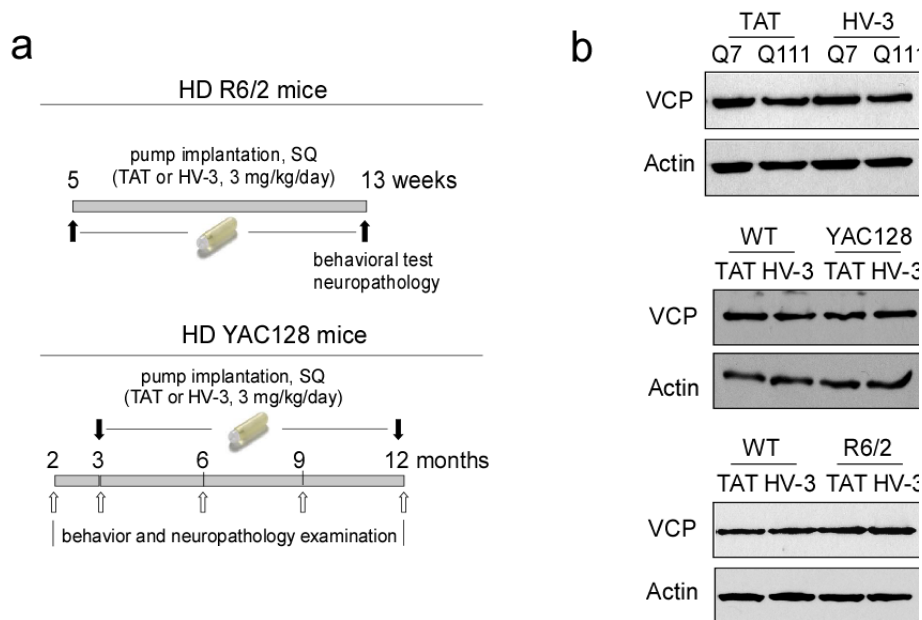 a
HD R6/2 mice
pump implantation, SQ
(TAT or HV-3, 3 mg/kg/day)
5 13 weeks
behavioral test
neuropathology
HD YAC128 mice
pump implantation, SQ
(TAT or HV-3, 3 mg/kg/day)
2 3 6 9 12 months
behavior and neuropathology examination
b
TAT HV-3
Q7 Q111 Q7 Q111
VCP
Actin
WT YAC128
TAT HV-3 TAT HV-3
VCP
Actin
WT R6/2
TAT HV-3 TAT HV-3
VCP
Actin